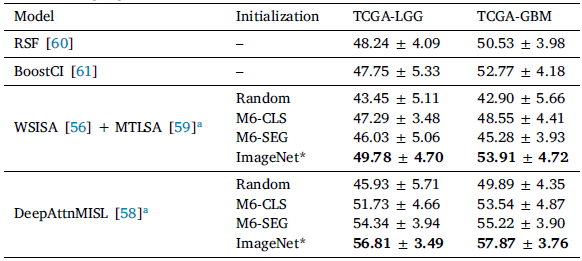 Model Initialization TCGA-LGG TCGA-GBM
RSF [60] – 48.24 ± 4.09 50.53 ± 3.98
BoostCI [61] – 47.75 ± 5.33 52.77 ± 4.18
Random 43.45 ± 5.11 42.90 ± 5.66
M6-CLS 47.29 ± 3.48 48.55 ± 4.41
WSISA [56] + MTLSA [59]ᵃ
M6-SEG 46.03 ± 5.06 45.28 ± 3.93
ImageNet* 49.78 ± 4.70 53.91 ± 4.72
Random 45.93 ± 5.71 49.89 ± 4.35
M6-CLS 51.73 ± 4.66 53.54 ± 4.87
DeepAttnMISL [58]ᵃ
M6-SEG 54.34 ± 3.94 55.22 ± 3.90
ImageNet* 56.81 ± 3.49 57.87 ± 3.76